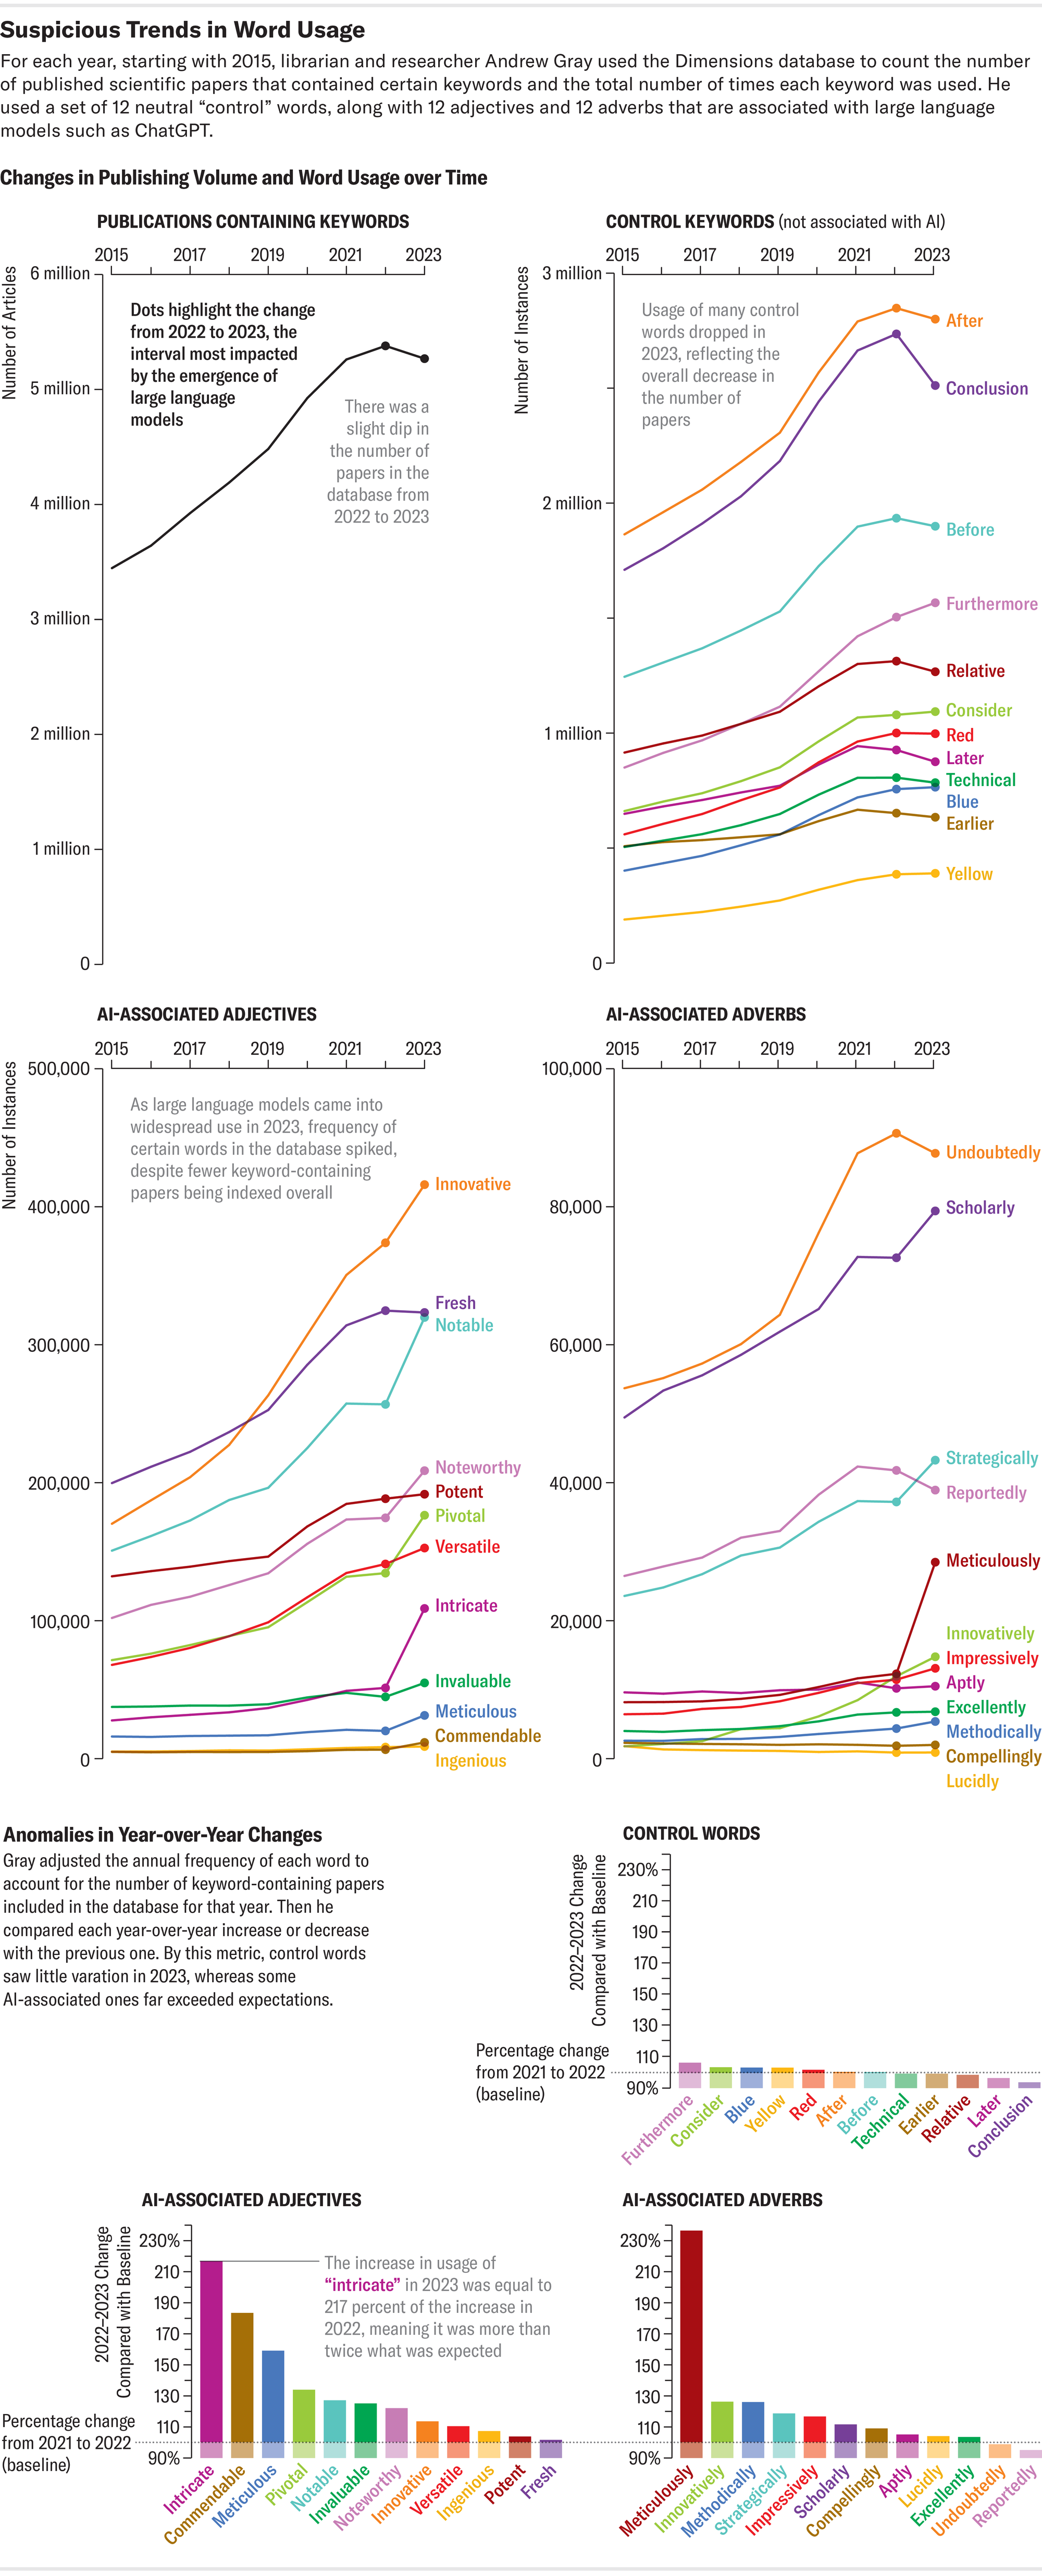 Suspicious Trends in Word Usage
For each year, starting with 2015, librarian and researcher Andrew Gray used the Dimensions database to count the number
of published scientific papers that contained certain keywords and the total number of times each keyword was used. He
used a set of 12 neutral “control” words, along with 12 adjectives and 12 adverbs that are associated with large language
models such as ChatGPT.
Changes in Publishing Volume and Word Usage over Time
PUBLICATIONS CONTAINING KEYWORDS
2015 2017 2019 2021 2023
Number of Articles
6 million
5 million
4 million
3 million
2 million
1 million
0
Dots highlight the change
from 2022 to 2023, the
interval most impacted
by the emergence of
large language
models
There was a
slight dip in
the number of
papers in the
database from
2022 to 2023
CONTROL KEYWORDS (not associated with AI)
2015 2017 2019 2021 2023
Number of Instances
3 million
2 million
1 million
0
Usage of many control
words dropped in
2023, reflecting the
overall decrease in
the number of
papers
After
Conclusion
Before
Furthermore
Relative
Consider
Red
Later
Technical
Blue
Earlier
Yellow
AI-ASSOCIATED ADJECTIVES
2015 2017 2019 2021 2023
Number of Instances
500,000
400,000
300,000
200,000
100,000
0
As large language models came into
widespread use in 2023, frequency of
certain words in the database spiked,
despite fewer keyword-containing
papers being indexed overall
Innovative
Fresh
Notable
Noteworthy
Potent
Pivotal
Versatile
Intricate
Invaluable
Meticulous
Commendable
Ingenious
AI-ASSOCIATED ADVERBS
2015 2017 2019 2021 2023
100,000
80,000
60,000
40,000
20,000
0
Undoubtedly
Scholarly
Strategically
Reportedly
Meticulously
Innovatively
Impressively
Aptly
Excellently
Methodically
Compellingly
Lucidly
Anomalies in Year-over-Year Changes
Gray adjusted the annual frequency of each word to
account for the number of keyword-containing papers
included in the database for that year. Then he
compared each year-over-year increase or decrease
with the previous one. By this metric, control words
saw little varation in 2023, whereas some
AI-associated ones far exceeded expectations.
CONTROL WORDS
2022–2023 Change
Compared with Baseline
230%
210
190
170
150
130
110
90%
Percentage change
from 2021 to 2022
(baseline)
Furthermore
Consider
Blue
Yellow
Red
After
Before
Technical
Earlier
Relative
Later
Conclusion
AI-ASSOCIATED ADJECTIVES
2022–2023 Change
Compared with Baseline
230%
210
190
170
150
130
110
90%
The increase in usage of
“intricate” in 2023 was equal to
217 percent of the increase in
2022, meaning it was more than
twice what was expected
Percentage change
from 2021 to 2022
(baseline)
Intricate
Commendable
Meticulous
Pivotal
Notable
Invaluable
Noteworthy
Innovative
Versatile
Ingenious
Potent
Fresh
AI-ASSOCIATED ADVERBS
230%
210
190
170
150
130
110
90%
Meticulously
Innovatively
Methodically
Strategically
Impressively
Scholarly
Compellingly
Aptly
Lucidly
Excellently
Undoubtedly
Reportedly